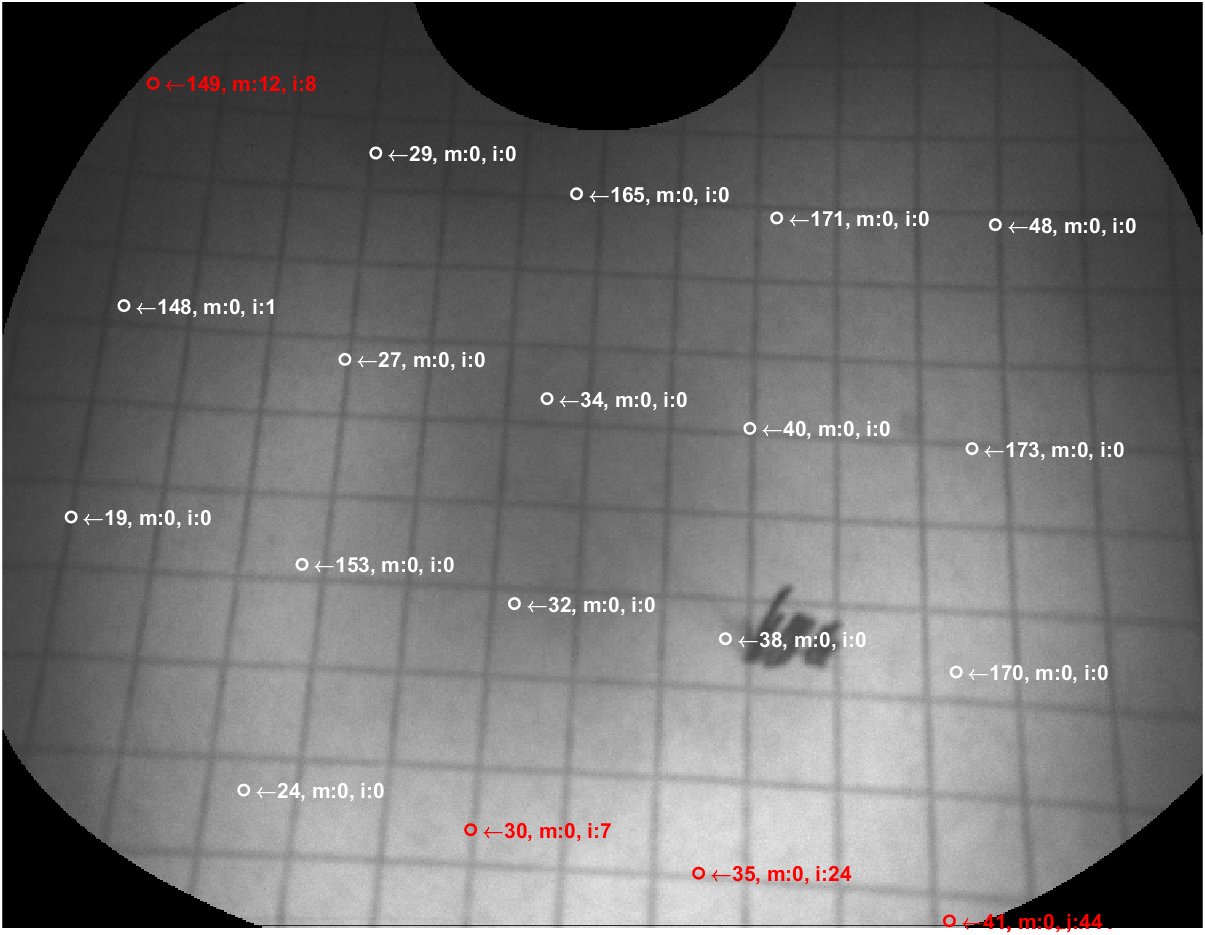 ←149, m:12, i:8
←29, m:0, i:0
←165, m:0, i:0
←171, m:0, i:0
←48, m:0, i:0
←148, m:0, i:1
←27, m:0, i:0
←34, m:0, i:0
←40, m:0, i:0
←173, m:0, i:0
←19, m:0, i:0
←153, m:0, i:0
←32, m:0, i:0
←38, m:0, i:0
←170, m:0, i:0
←24, m:0, i:0
←30, m:0, i:7
←35, m:0, i:24
←41, m:0, i:44